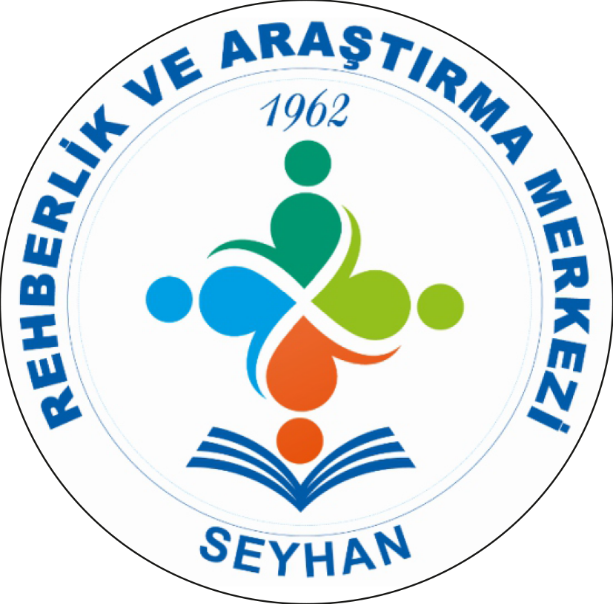 REHBERLİK VE ARAŞTIRMA MERKEZİ
1962
SEYHAN